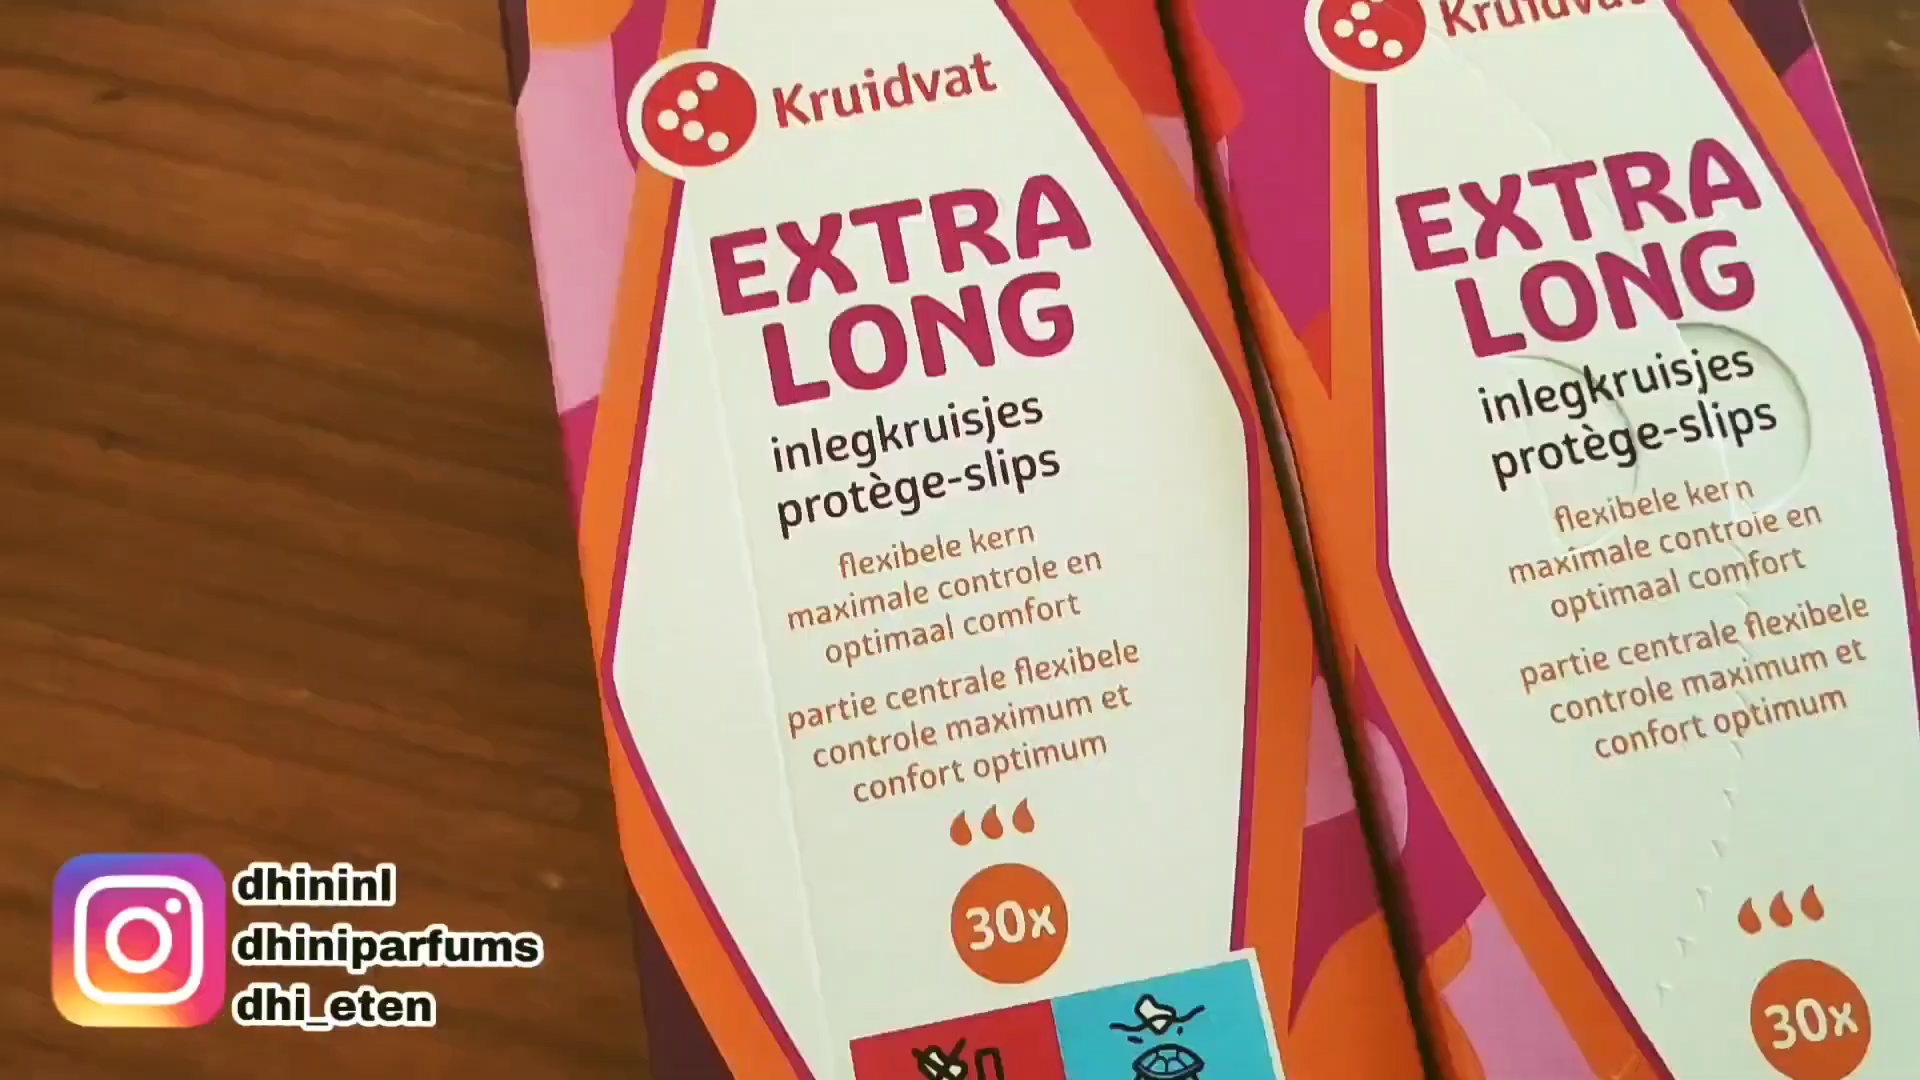 Kruidvat
EXTRA
LONG
inlegkruisjes
protège-slips
flexibele kern
maximale controle en
optimaal comfort
partie centrale flexibele
controle maximum et
confort optimum
30x
Kruidvat
EXTRA
LONG
inlegkruisjes
protège-slips
flexibele kern
maximale controle en
optimaal comfort
partie centrale flexibele
controle maximum et
confort optimum
30x
dhininl
dhiniparfums
dhi_eten